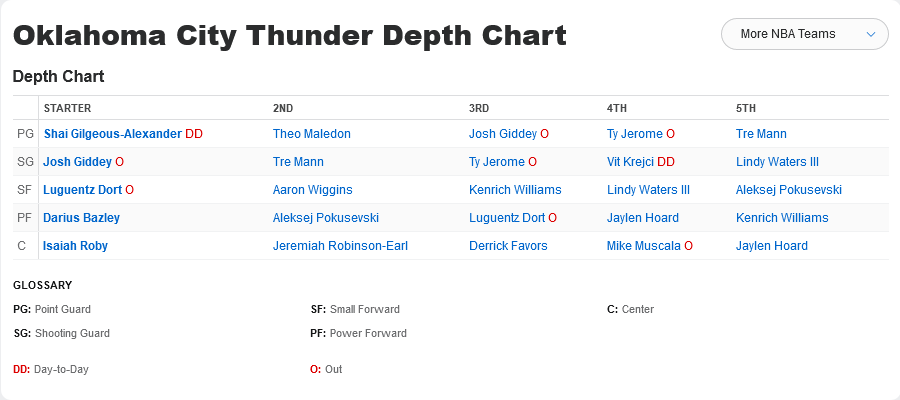 Oklahoma City Thunder Depth Chart
More NBA Teams
Depth Chart
STARTER 2ND 3RD 4TH 5TH
PG Shai Gilgeous-Alexander DD Theo Maledon Josh Giddey O Ty Jerome O Tre Mann
SG Josh Giddey O Tre Mann Ty Jerome O Vit Krejci DD Lindy Waters III
SF Luguentz Dort O Aaron Wiggins Kenrich Williams Lindy Waters III Aleksej Pokusevski
PF Darius Bazley Aleksej Pokusevski Luguentz Dort O Jaylen Hoard Kenrich Williams
C Isaiah Roby Jeremiah Robinson-Earl Derrick Favors Mike Muscala O Jaylen Hoard
GLOSSARY
PG: Point Guard SF: Small Forward C: Center
SG: Shooting Guard PF: Power Forward
DD: Day-to-Day O: Out